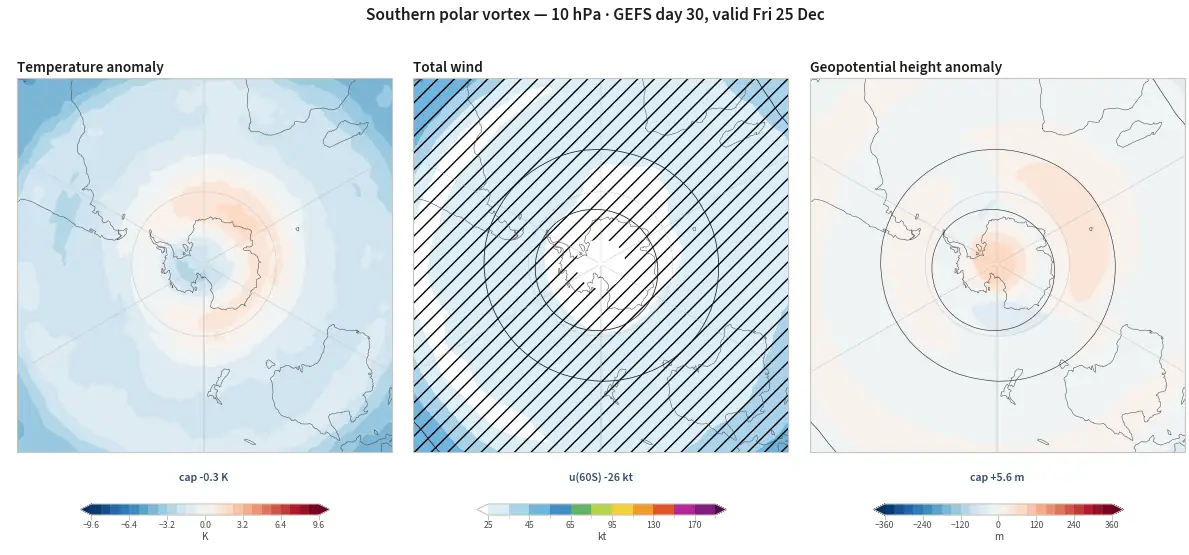 Southern polar vortex — 10 hPa · GEFS day 30, valid Fri 25 Dec
Temperature anomaly
Total wind
Geopotential height anomaly
cap -0.3 K
u(60S) -26 kt
cap +5.6 m
−9.6 −6.4 −3.2 0.0 3.2 6.4 9.6
K
25 45 65 95 130 170
kt
−360 −240 −120 0 120 240 360
m